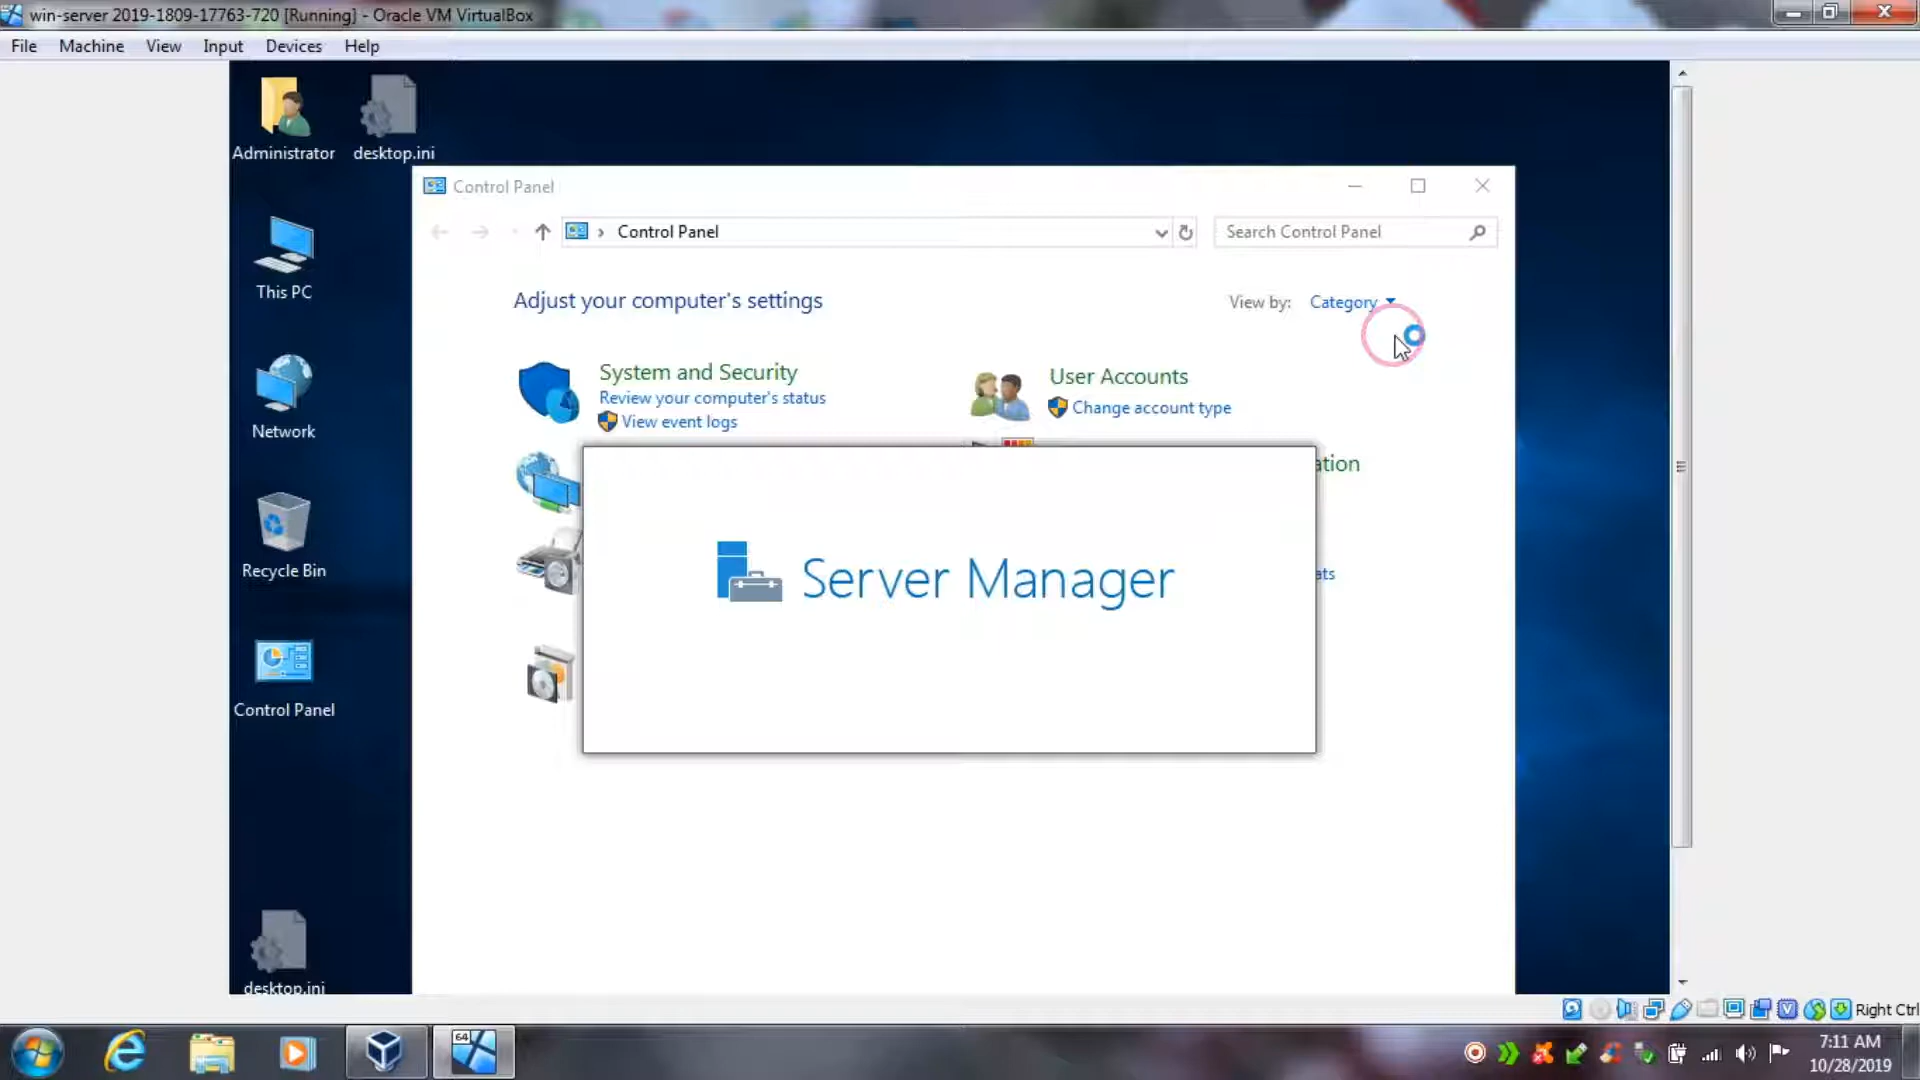 win-server 2019-1809-17763-720 [Running] - Oracle VM VirtualBox
File Machine View Input Devices Help
Administrator
desktop.ini
Control Panel
Control Panel
Search Control Panel
This PC
Adjust your computer's settings
View by: Category
System and Security
Review your computer's status
View event logs
User Accounts
Change account type
Network
ation
Server Manager
ats
Recycle Bin
Control Panel
desktop.ini
Right Ctrl
64
7:11 AM
10/28/2019